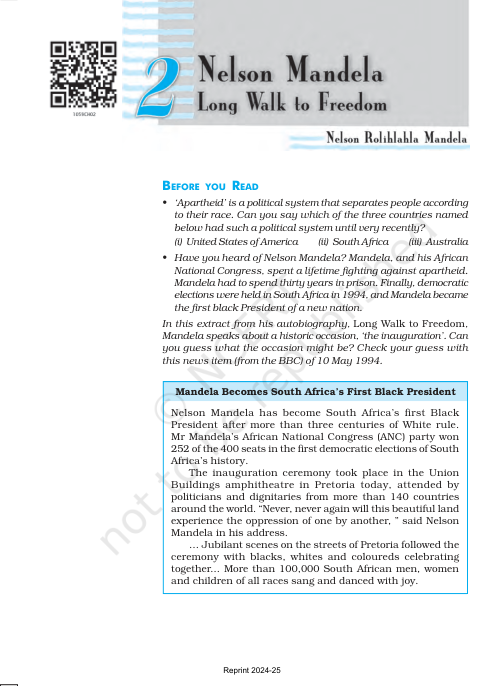 2
Nelson Mandela
Long Walk to Freedom
1059CH02
Nelson Rolihlahla Mandela
BEFORE YOU READ
• ‘Apartheid’ is a political system that separates people according
to their race. Can you say which of the three countries named
below had such a political system until very recently?
(i) United States of America (ii) South Africa (iii) Australia
• Have you heard of Nelson Mandela? Mandela, and his African
National Congress, spent a lifetime fighting against apartheid.
Mandela had to spend thirty years in prison. Finally, democratic
elections were held in South Africa in 1994, and Mandela became
the first black President of a new nation.
In this extract from his autobiography, Long Walk to Freedom,
Mandela speaks about a historic occasion, ‘the inauguration’. Can
you guess what the occasion might be? Check your guess with
this news item (from the BBC) of 10 May 1994.
Mandela Becomes South Africa’s First Black President
Nelson Mandela has become South Africa’s first Black
President after more than three centuries of White rule.
Mr Mandela’s African National Congress (ANC) party won
252 of the 400 seats in the first democratic elections of South
Africa’s history.
The inauguration ceremony took place in the Union
Buildings amphitheatre in Pretoria today, attended by
politicians and dignitaries from more than 140 countries
around the world. “Never, never again will this beautiful land
experience the oppression of one by another, ” said Nelson
Mandela in his address.
... Jubilant scenes on the streets of Pretoria followed the
ceremony with blacks, whites and coloureds celebrating
together... More than 100,000 South African men, women
and children of all races sang and danced with joy.
© NCERT
not to be republished
Reprint 2024-25